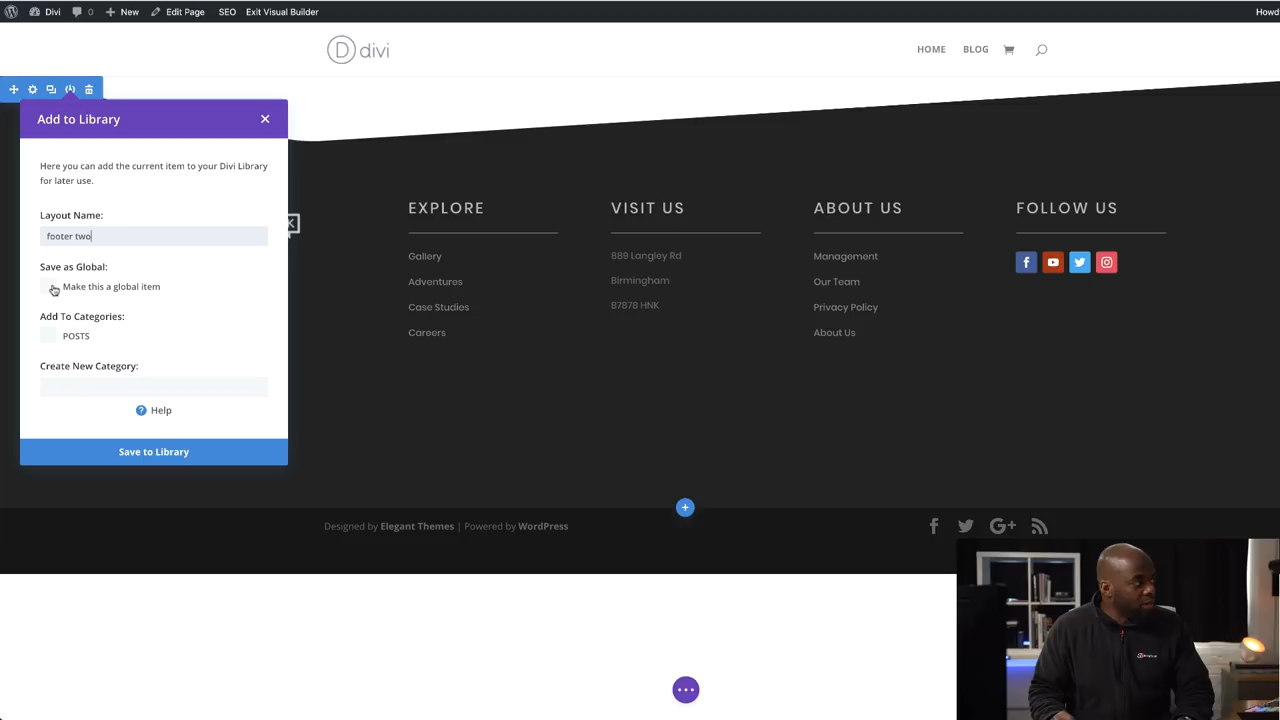 Divi
0
New
Edit Page
SEO
Exit Visual Builder
Howd
D divi
HOME
BLOG
Add to Library
Here you can add the current item to your Divi Library
for later use.
Layout Name:
footer two
Save as Global:
Make this a global item
Add To Categories:
POSTS
Create New Category:
? Help
Save to Library
EXPLORE
Gallery
Adventures
Case Studies
Careers
VISIT US
889 Langley Rd
Birmingham
B7878 HNK
ABOUT US
Management
Our Team
Privacy Policy
About Us
FOLLOW US
Designed by Elegant Themes | Powered by WordPress